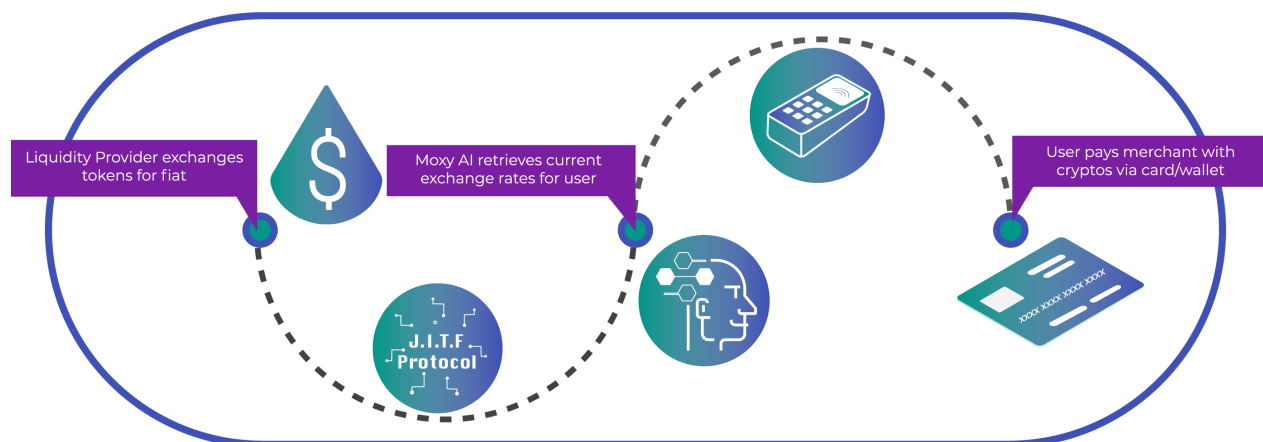 Liquidity Provider exchanges
tokens for fiat
$
Moxy AI retrieves current
exchange rates for user
User pays merchant with
cryptos via card/wallet
J.I.T.F
Protocol
XXXX XXXX XXXX XXXX